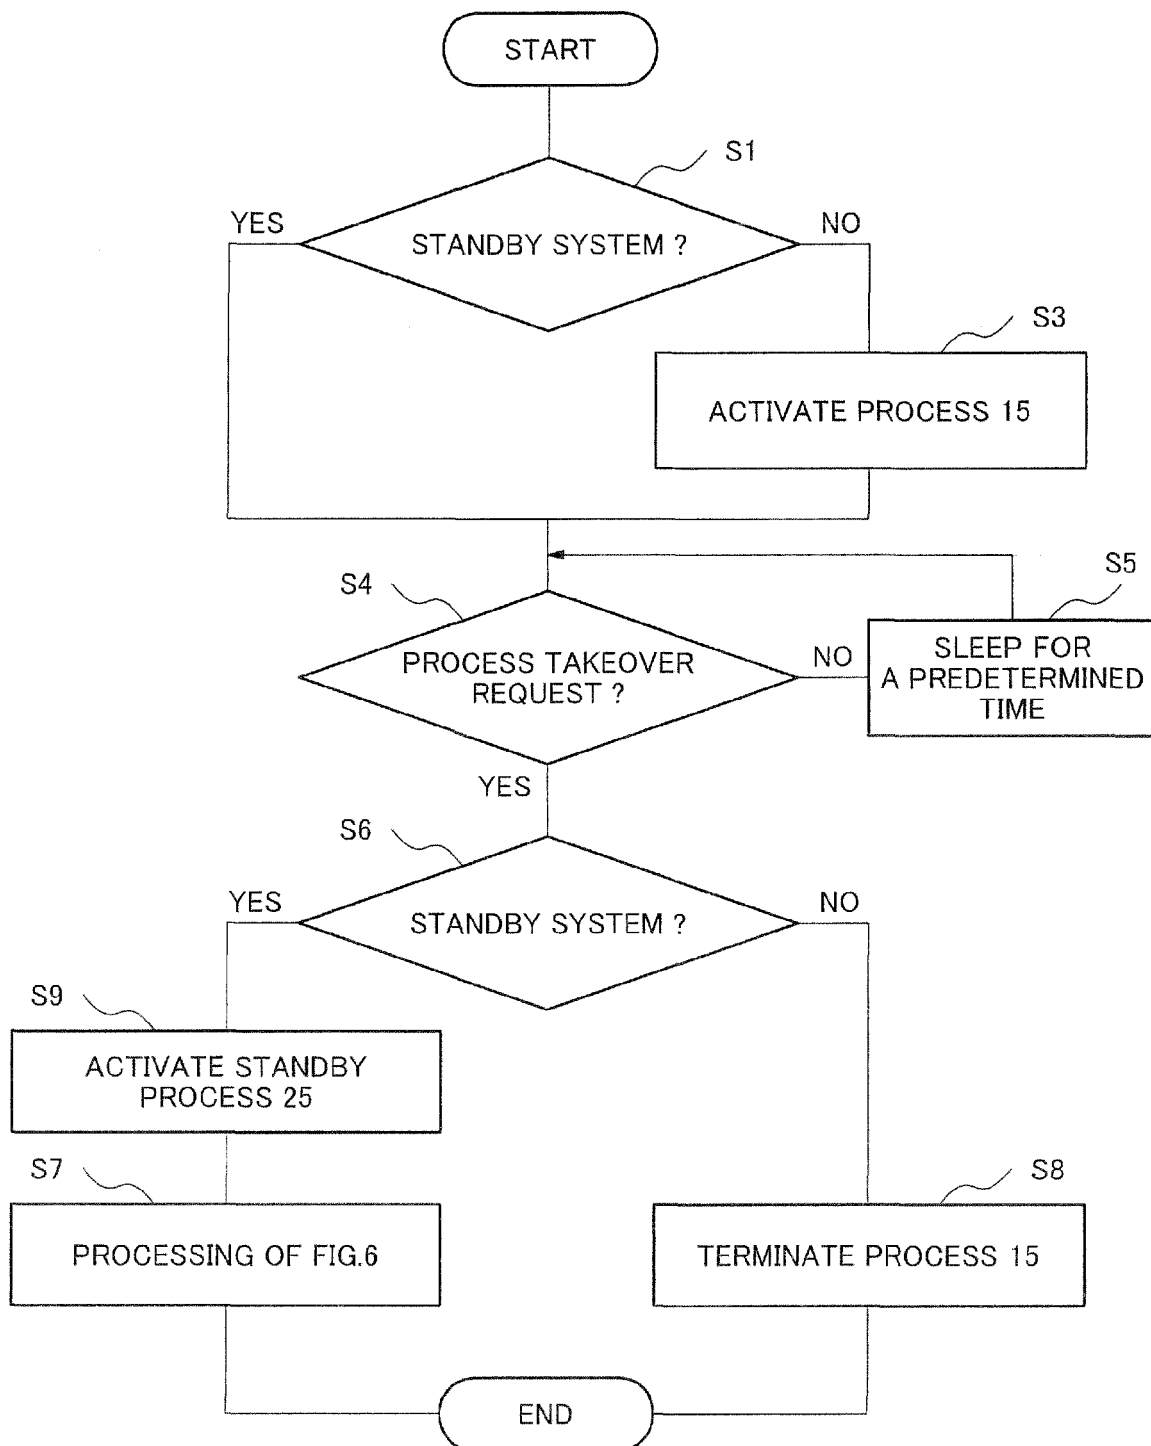 START
S1
YES
NO
STANDBY SYSTEM ?
S3
ACTIVATE PROCESS 15
S4
S5
PROCESS TAKEOVER
REQUEST ?
NO
SLEEP FOR
A PREDETERMINED
TIME
YES
S6
YES
NO
STANDBY SYSTEM ?
S9
ACTIVATE STANDBY
PROCESS 25
S7
S8
PROCESSING OF FIG.6
TERMINATE PROCESS 15
END